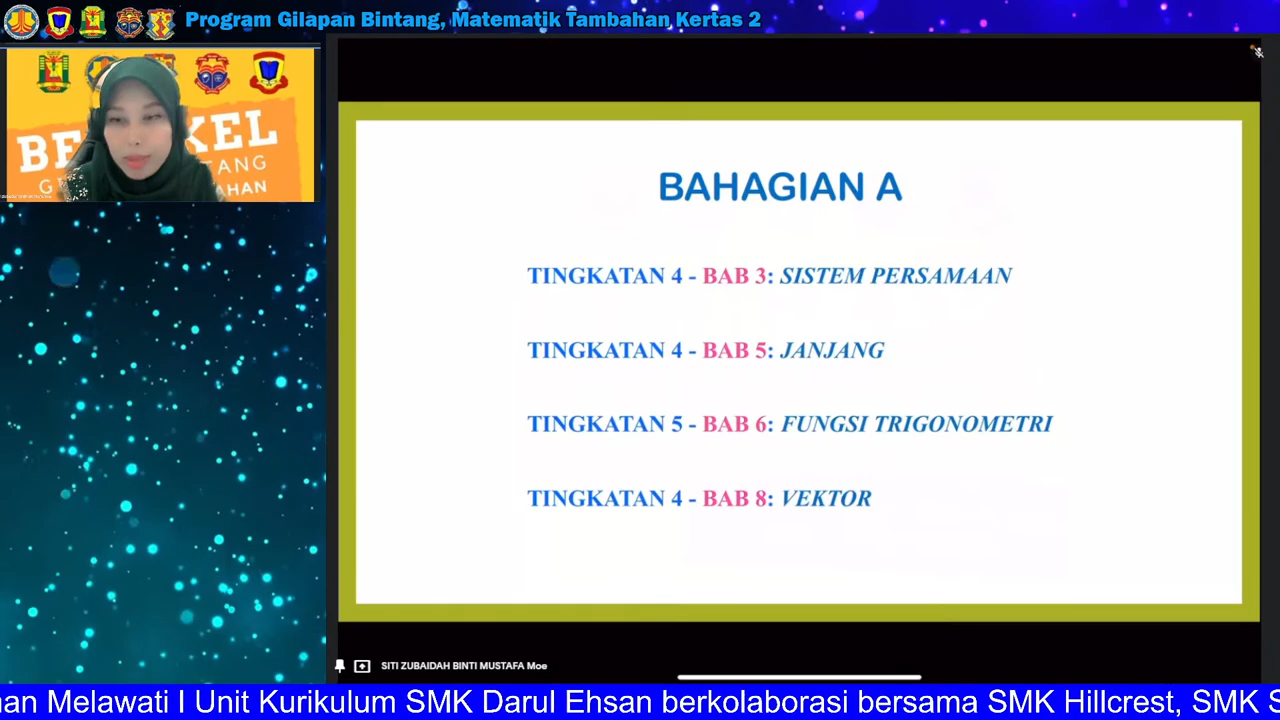 Program Gilapan Bintang, Matematik Tambahan Kertas 2
BAHAGIAN A
TINGKATAN 4 - BAB 3: SISTEM PERSAMAAN
TINGKATAN 4 - BAB 5: JANJANG
TINGKATAN 5 - BAB 6: FUNGSI TRIGONOMETRI
TINGKATAN 4 - BAB 8: VEKTOR
SITI ZUBAIDAH BINTI MUSTAFA Moe
Melawati I Unit Kurikulum SMK Darul Ehsan berkolaborasi bersama SMK Hillcrest, SMK